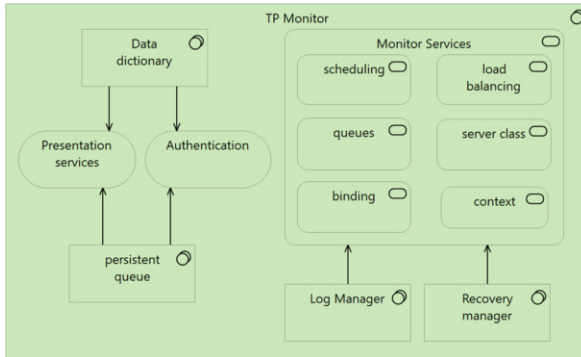 TP Monitor
Data
dictionary
Presentation
services
Authentication
persistent
queue
Monitor Services
scheduling
load
balancing
queues
server class
binding
context
Log Manager
Recovery
manager